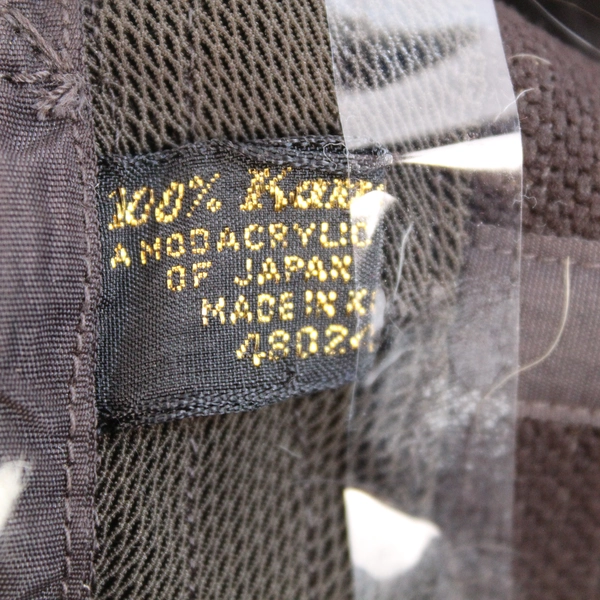 100%
A MODACRYLIC
OF JAPAN
MADE IN